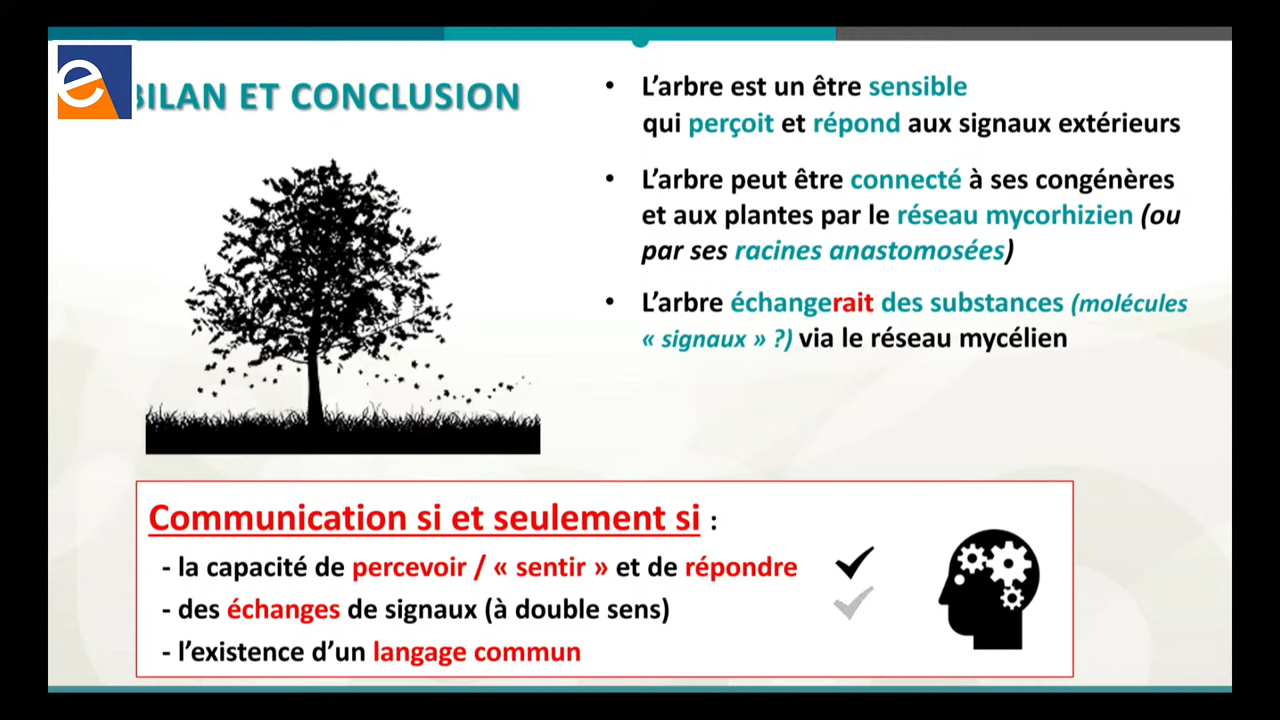 e
BILAN ET CONCLUSION
• L’arbre est un être sensible
qui perçoit et répond aux signaux extérieurs
• L’arbre peut être connecté à ses congénères
et aux plantes par le réseau mycorhizien (ou
par ses racines anastomosées)
• L’arbre échangerait des substances (molécules
« signaux » ?) via le réseau mycélien
Communication si et seulement si :
- la capacité de percevoir / « sentir » et de répondre
- des échanges de signaux (à double sens)
- l’existence d’un langage commun